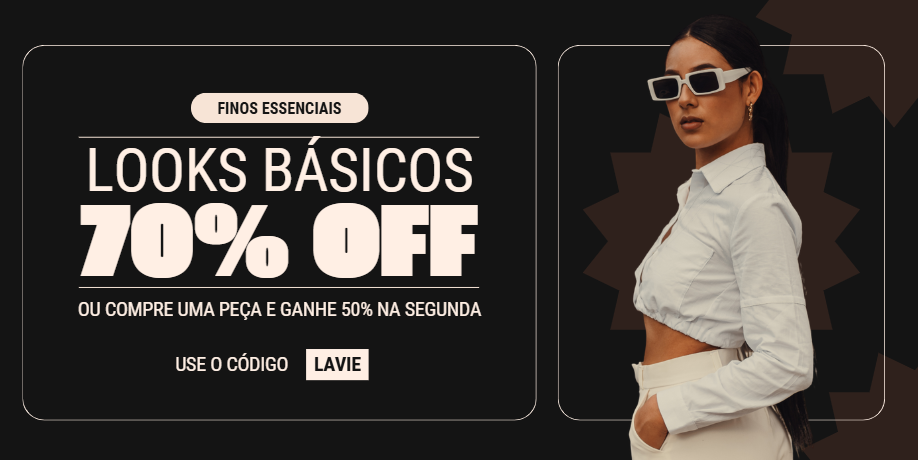 FINOS ESSENCIAIS
LOOKS BÁSICOS
70% OFF
OU COMPRE UMA PEÇA E GANHE 50% NA SEGUNDA
USE O CÓDIGO LAVIE